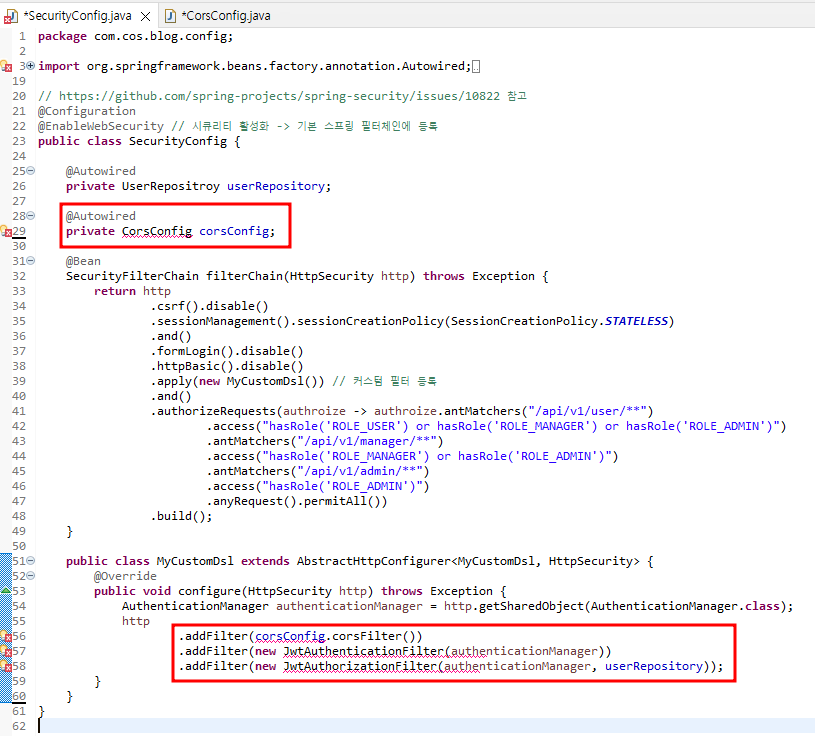 *SecurityConfig.java
*CorsConfig.java
1 package com.cos.blog.config;
2
3 import org.springframework.beans.factory.annotation.Autowired;
19
20 // https://github.com/spring-projects/spring-security/issues/10822 참고
21 @Configuration
22 @EnableWebSecurity // 시큐리티 활성화 -> 기본 스프링 필터체인에 등록
23 public class SecurityConfig {
24
25 @Autowired
26 private UserRepositroy userRepository;
27
28 @Autowired
29 private CorsConfig corsConfig;
30
31 @Bean
32 SecurityFilterChain filterChain(HttpSecurity http) throws Exception {
33 return http
34 .csrf().disable()
35 .sessionManagement().sessionCreationPolicy(SessionCreationPolicy.STATELESS)
36 .and()
37 .formLogin().disable()
38 .httpBasic().disable()
39 .apply(new MyCustomDsl()) // 커스텀 필터 등록
40 .and()
41 .authorizeRequests(authroize -> authroize.antMatchers("/api/v1/user/**")
42 .access("hasRole('ROLE_USER') or hasRole('ROLE_MANAGER') or hasRole('ROLE_ADMIN')")
43 .antMatchers("/api/v1/manager/**")
44 .access("hasRole('ROLE_MANAGER') or hasRole('ROLE_ADMIN')")
45 .antMatchers("/api/v1/admin/**")
46 .access("hasRole('ROLE_ADMIN')")
47 .anyRequest().permitAll())
48 .build();
49 }
50
51 public class MyCustomDsl extends AbstractHttpConfigurer<MyCustomDsl, HttpSecurity> {
52 @Override
53 public void configure(HttpSecurity http) throws Exception {
54 AuthenticationManager authenticationManager = http.getSharedObject(AuthenticationManager.class);
55 http
56 .addFilter(corsConfig.corsFilter())
57 .addFilter(new JwtAuthenticationFilter(authenticationManager))
58 .addFilter(new JwtAuthorizationFilter(authenticationManager, userRepository));
59 }
60 }
61 }
62